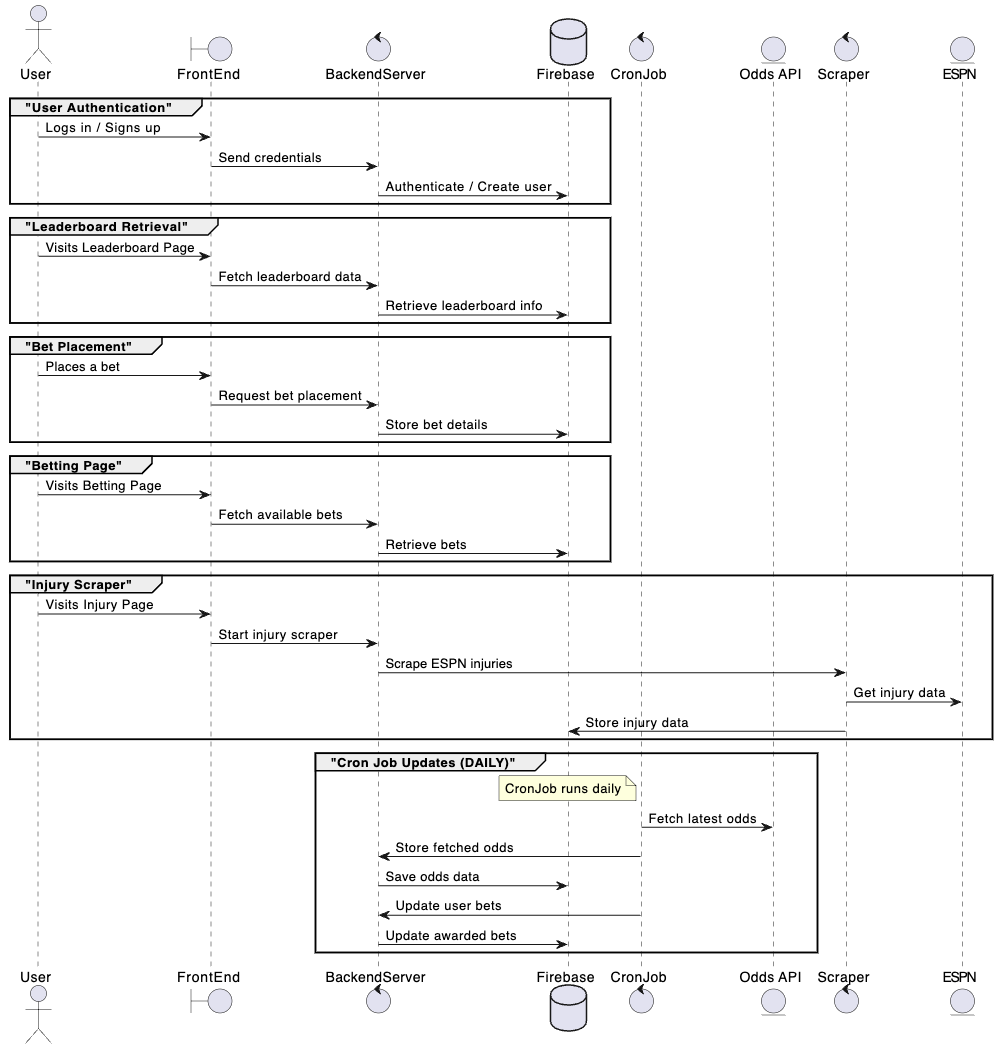 User FrontEnd BackendServer Firebase CronJob Odds API Scraper ESPN
"User Authentication"
Logs in / Signs up
Send credentials
Authenticate / Create user
"Leaderboard Retrieval"
Visits Leaderboard Page
Fetch leaderboard data
Retrieve leaderboard info
"Bet Placement"
Places a bet
Request bet placement
Store bet details
"Betting Page"
Visits Betting Page
Fetch available bets
Retrieve bets
"Injury Scraper"
Visits Injury Page
Start injury scraper
Scrape ESPN injuries
Get injury data
Store injury data
"Cron Job Updates (DAILY)"
CronJob runs daily
Fetch latest odds
Store fetched odds
Save odds data
Update user bets
Update awarded bets
User FrontEnd BackendServer Firebase CronJob Odds API Scraper ESPN